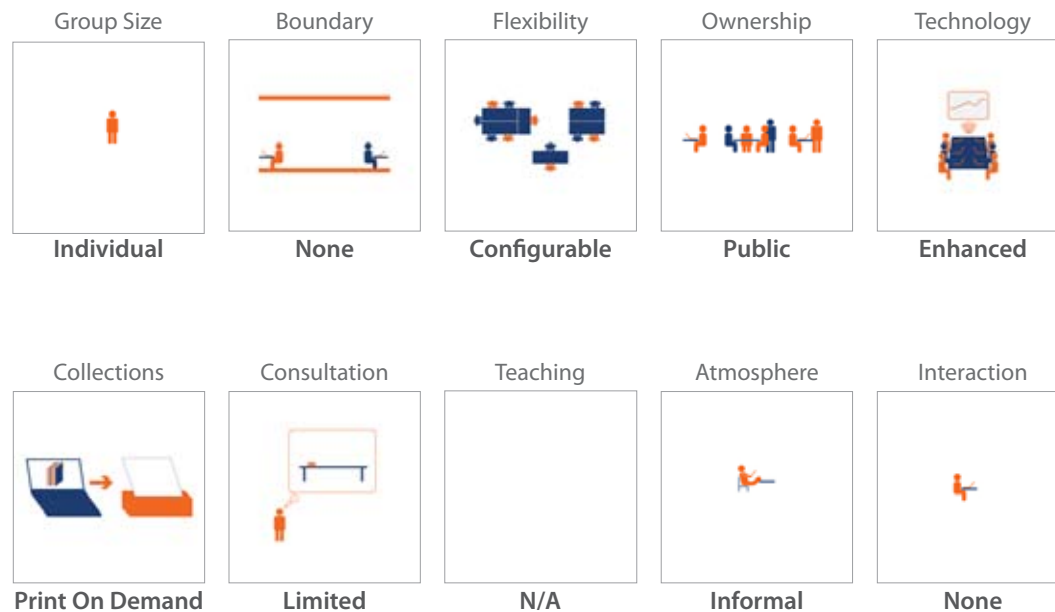 Group Size
Boundary
Flexibility
Ownership
Technology
Individual
None
Configurable
Public
Enhanced
Collections
Consultation
Teaching
Atmosphere
Interaction
Print On Demand
Limited
N/A
Informal
None